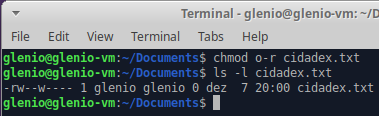 Terminal - glenio@glenio-vm: ~/Docu
File Edit View Terminal Tabs Help
glenio@glenio-vm:~/Documents$ chmod o-r cidadex.txt
glenio@glenio-vm:~/Documents$ ls -l cidadex.txt
-rw--w---- 1 glenio glenio 0 dez  7 20:00 cidadex.txt
glenio@glenio-vm:~/Documents$